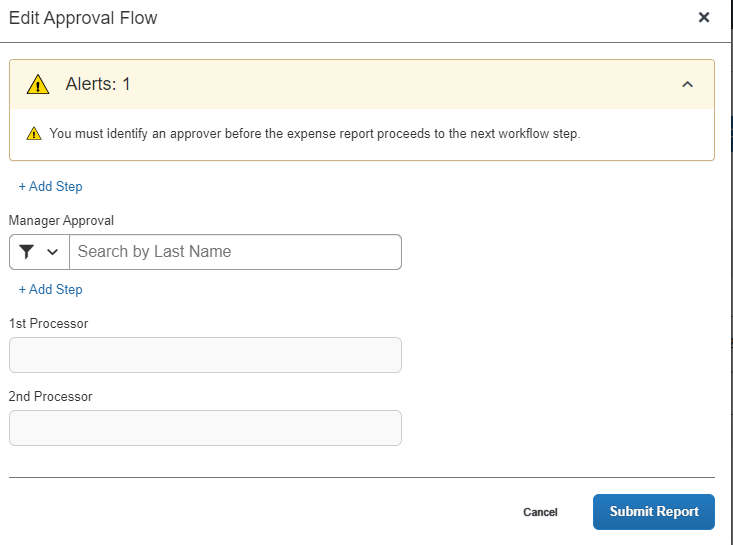 Edit Approval Flow
Alerts: 1
You must identify an approver before the expense report proceeds to the next workflow step.
+ Add Step
Manager Approval
Search by Last Name
+ Add Step
1st Processor
2nd Processor
Cancel
Submit Report